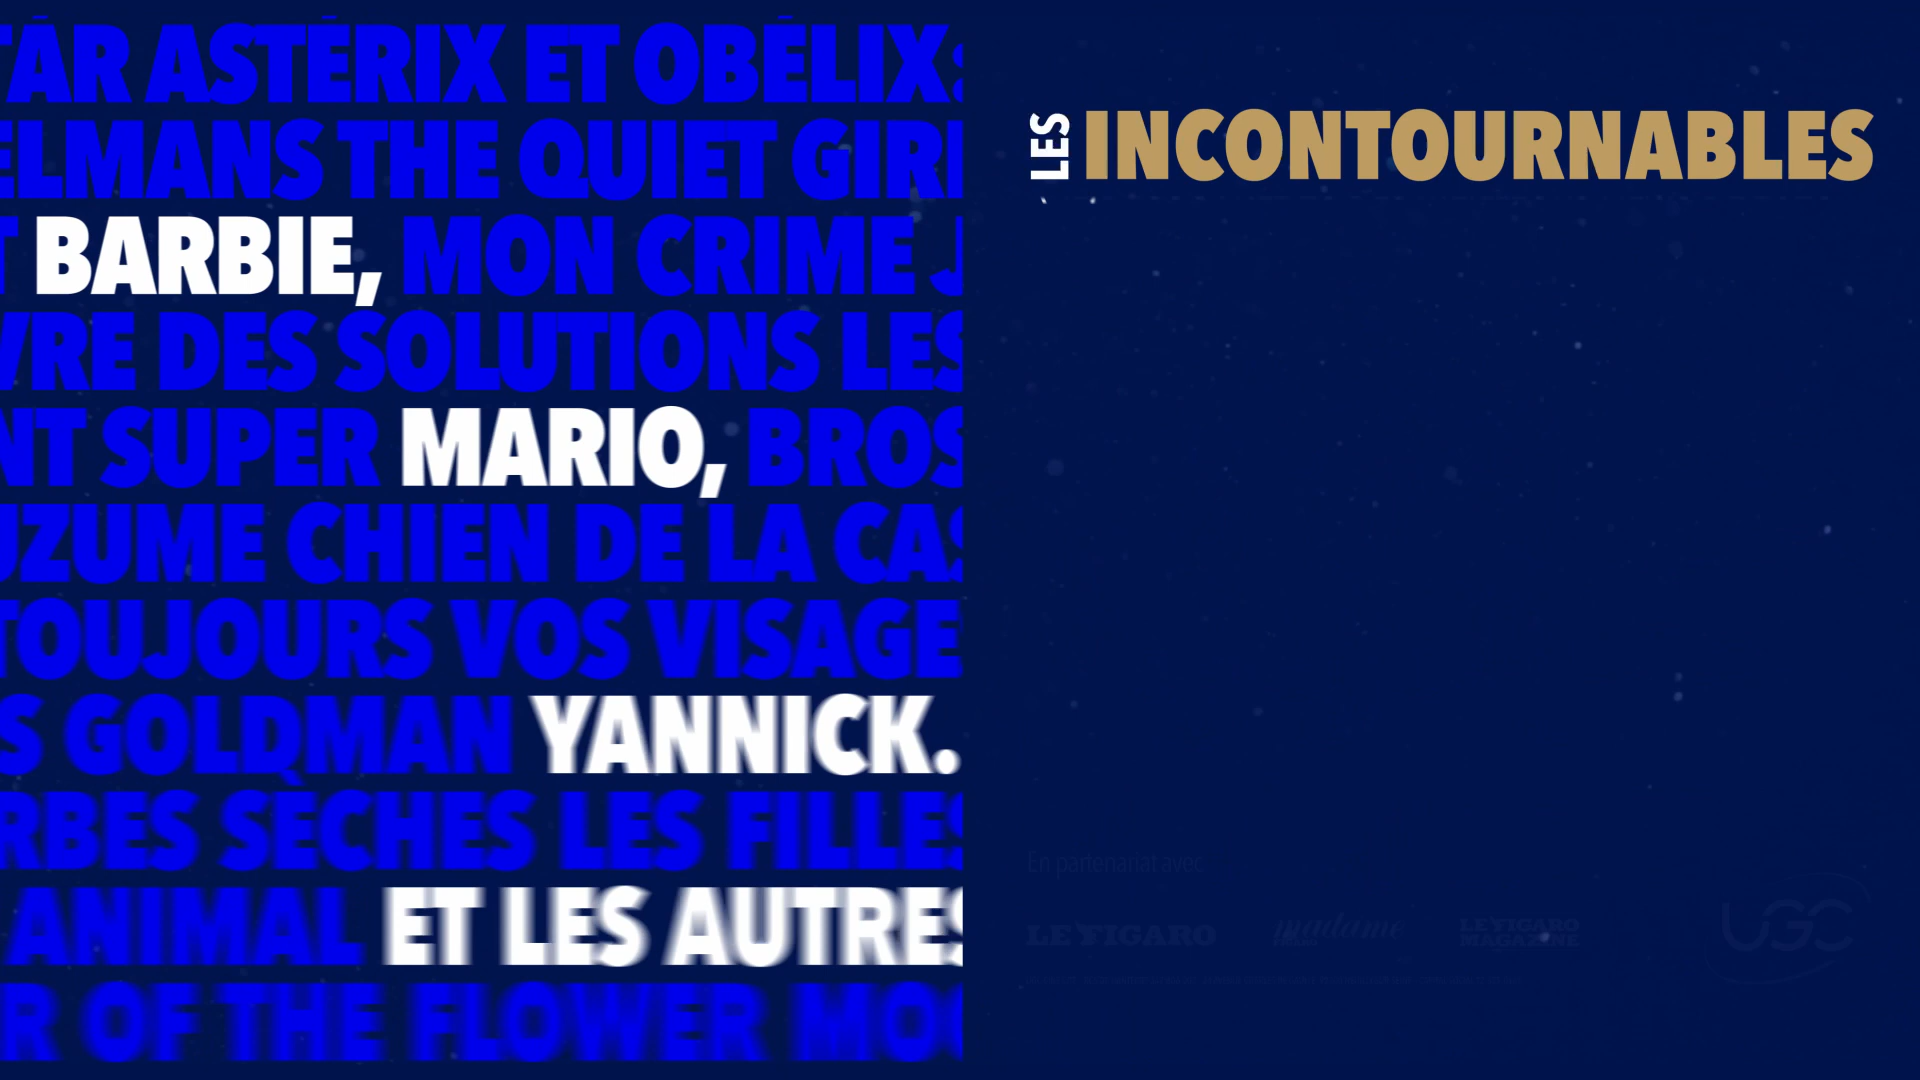 TÁR ASTÉRIX ET OBÉLIX:
ELMANS THE QUIET GIRL
T BARBIE, MON CRIME J
VRE DES SOLUTIONS LES
NT SUPER MARIO, BROS
UZUME CHIEN DE LA CAS
TOUJOURS VOS VISAGE
S GOLDMAN YANNICK.
RBES SÈCHES LES FILLES
ANIMAL ET LES AUTRES
R OF THE FLOWER MOO
LES INCONTOURNABLES
En partenariat avec
LE FIGARO madame FIGARO LE FIGARO MAGAZINE UGC